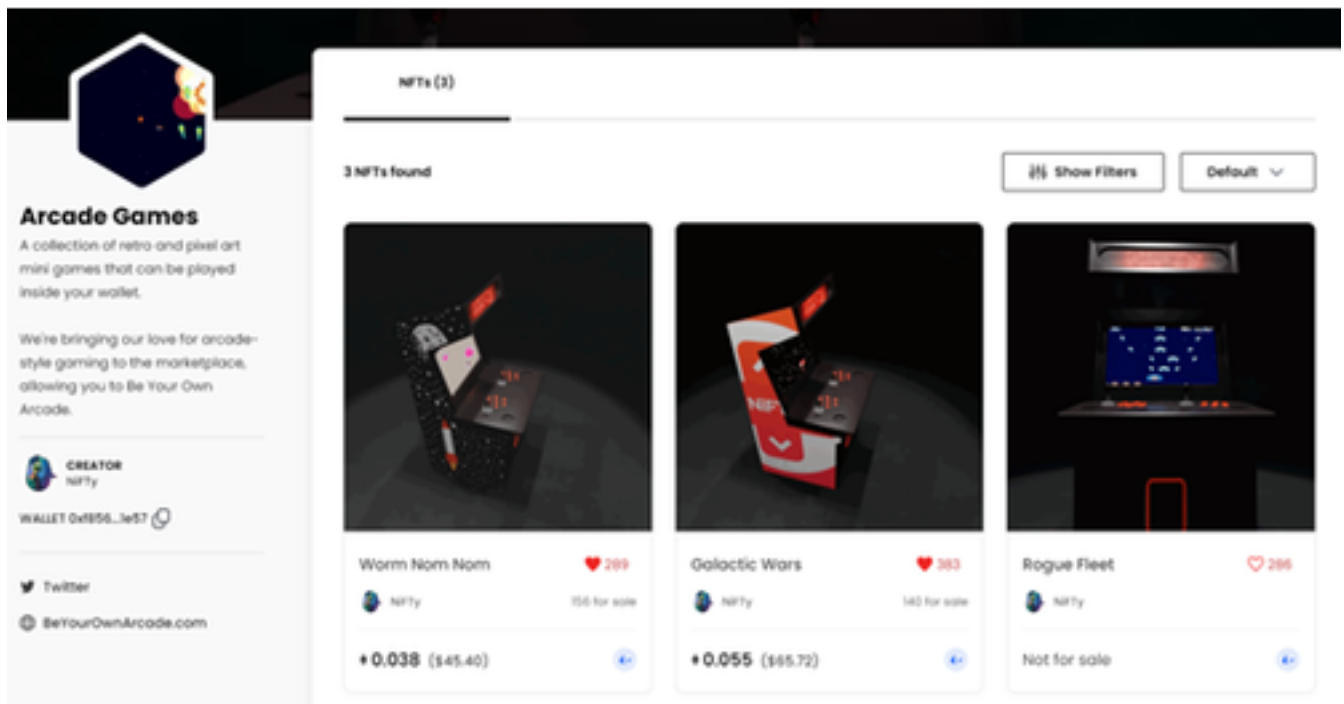 NFTs (3)
3 NFTs found
Show Filters
Default
Arcade Games
A collection of retro and pixel art
mini games that can be played
inside your wallet.
We're bringing our love for arcade-
style gaming to the marketplace,
allowing you to Be Your Own
Arcade.
CREATOR
NiFTy
WALLET 0xf856...1e57
Twitter
BeYourOwnArcade.com
Worm Nom Nom
289
NiFTy
156 for sale
0.038 ($45.40)
Galactic Wars
383
NiFTy
140 for sale
0.055 ($65.72)
Rogue Fleet
286
NiFTy
Not for sale